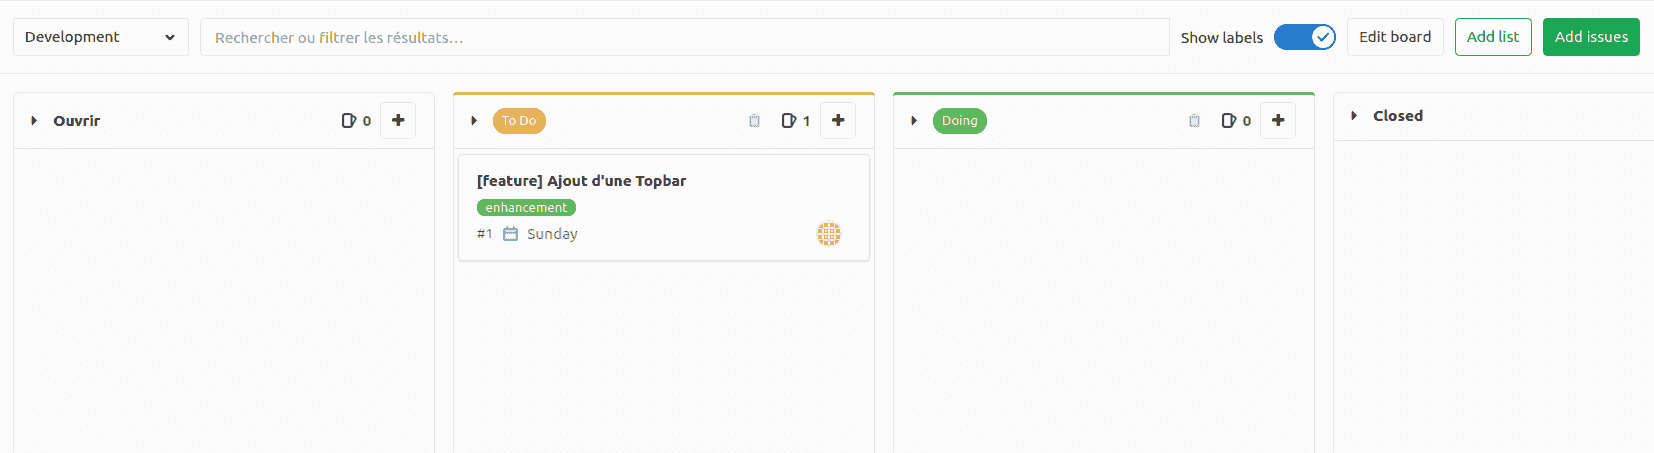 Development Rechercher ou filtrer les résultats... Show labels Edit board Add list Add issues
Ouvrir 0 To Do 1 Doing 0 Closed
[feature] Ajout d'une Topbar
enhancement
#1 Sunday